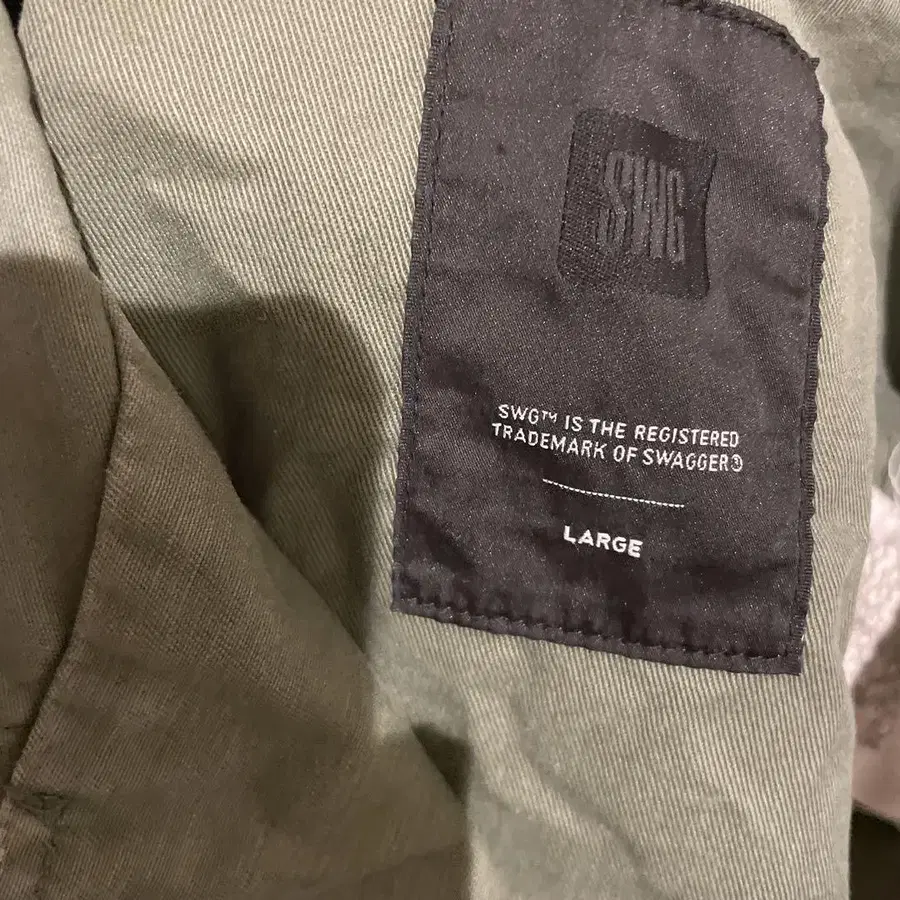 SWG
SWG™ IS THE REGISTERED
TRADEMARK OF SWAGGER®
LARGE